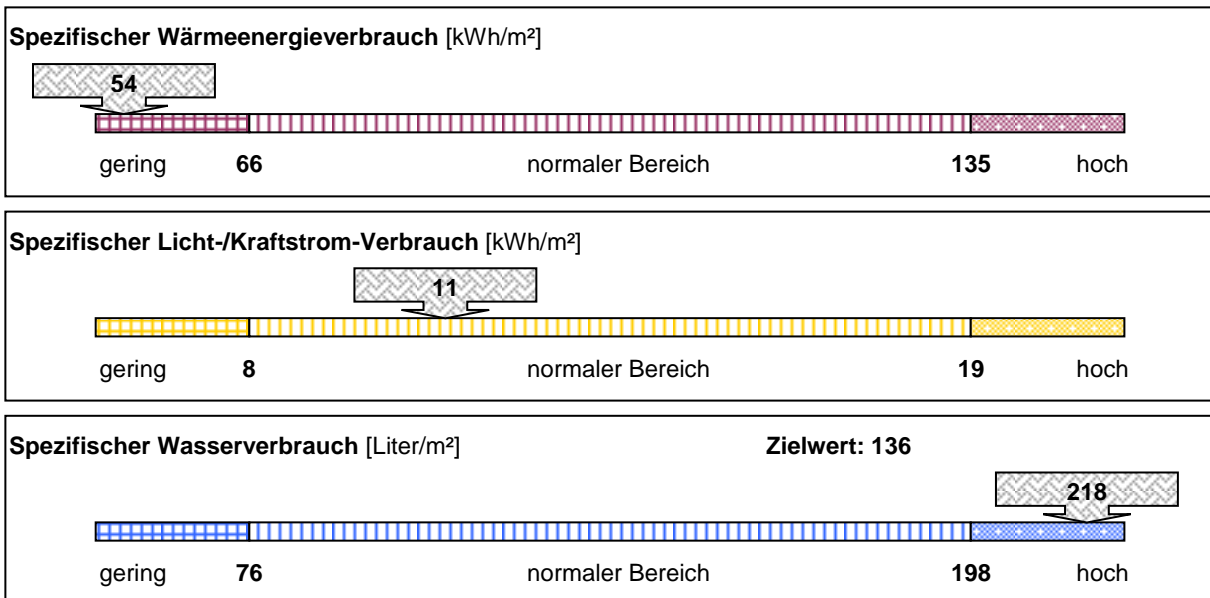 Spezifischer Wärmeenergieverbrauch [kWh/m²]
54
gering 66 normaler Bereich 135 hoch
Spezifischer Licht-/Kraftstrom-Verbrauch [kWh/m²]
11
gering 8 normaler Bereich 19 hoch
Spezifischer Wasserverbrauch [Liter/m²] Zielwert: 136
218
gering 76 normaler Bereich 198 hoch